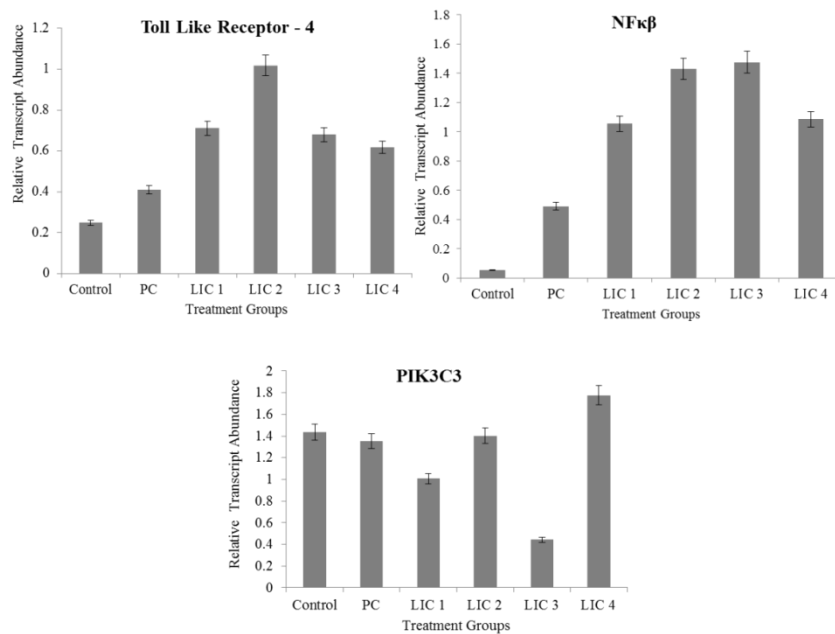 Toll Like Receptor - 4
Relative Transcript Abundance
1.2
1
0.8
0.6
0.4
0.2
0
Control PC LIC 1 LIC 2 LIC 3 LIC 4
Treatment Groups
NFκβ
Relative Transcript Abundance
1.8
1.6
1.4
1.2
1
0.8
0.6
0.4
0.2
0
Control PC LIC 1 LIC 2 LIC 3 LIC 4
Treatment Groups
PIK3C3
Relative Transcript Abundance
2
1.8
1.6
1.4
1.2
1
0.8
0.6
0.4
0.2
0
Control PC LIC 1 LIC 2 LIC 3 LIC 4
Treatment Groups